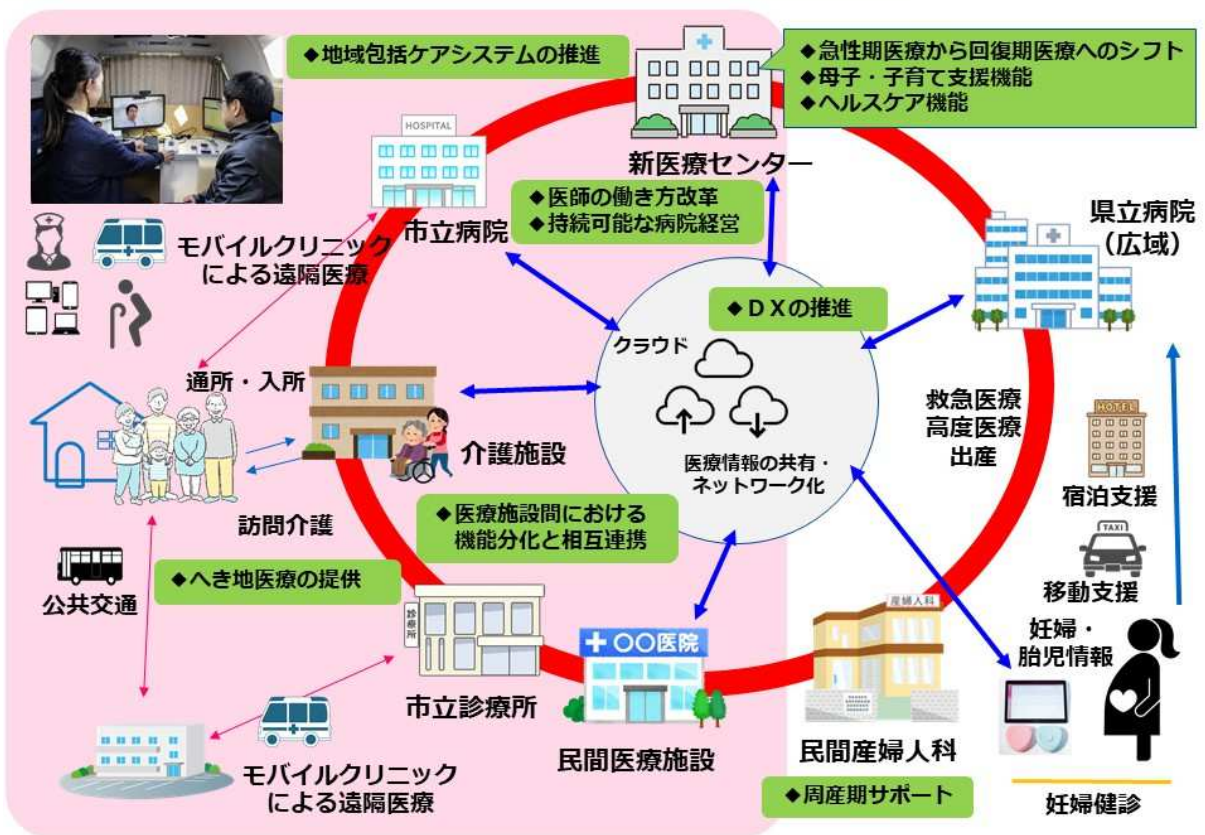 ◆地域包括ケアシステムの推進
◆急性期医療から回復期医療へのシフト
◆母子・子育て支援機能
◆ヘルスケア機能
HOSPITAL
新医療センター
市立病院
◆医師の働き方改革
◆持続可能な病院経営
県立病院
（広域）
モバイルクリニック
による遠隔医療
◆ＤＸの推進
クラウド
通所・入所
介護施設
医療情報の共有・
ネットワーク化
救急医療
高度医療
出産
HOTEL
宿泊支援
訪問介護
◆医療施設間における
機能分化と相互連携
TAXI
移動支援
公共交通
◆へき地医療の提供
診療所
市立診療所
〇〇医院
民間医療施設
産婦人科
民間産婦人科
妊婦・
胎児情報
モバイルクリニック
による遠隔医療
◆周産期サポート
妊婦健診